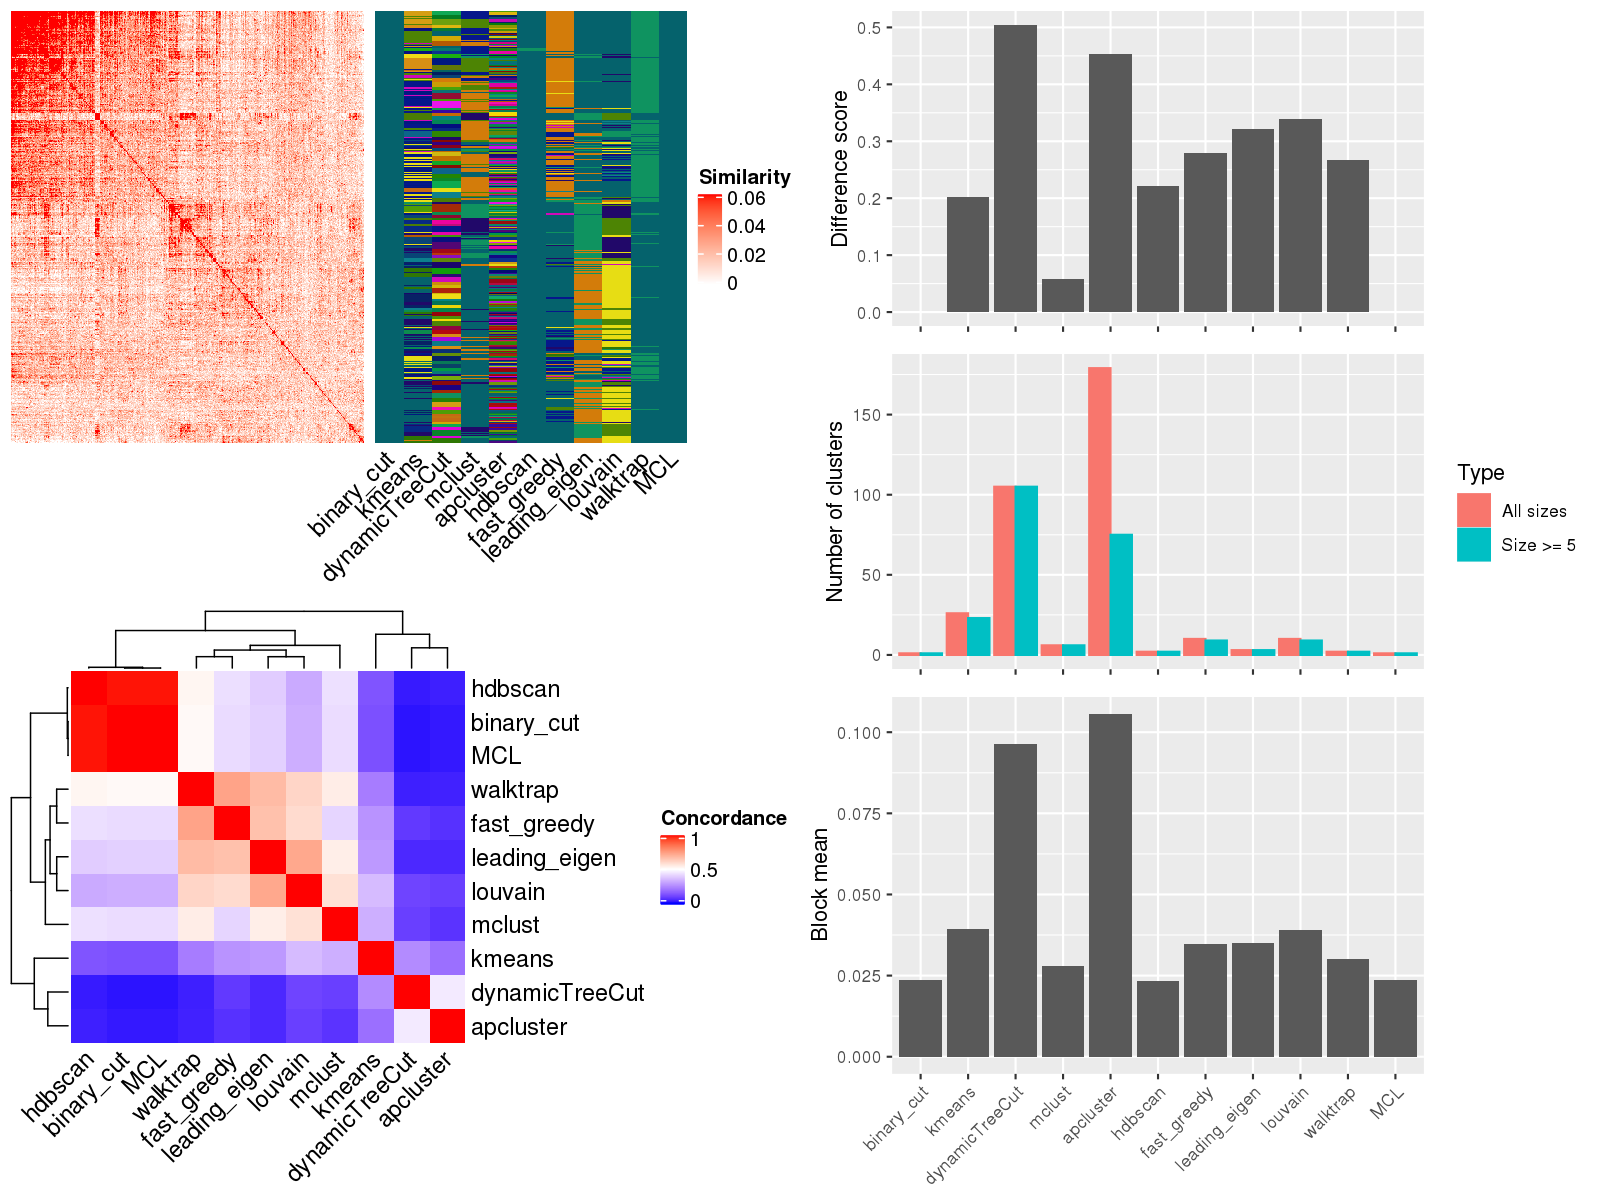 Similarity
0.06
0.04
0.02
0
binary_cut
kmeans
dynamicTreeCut
mclust
apcluster
hdbscan
fast_greedy
leading_eigen
louvain
walktrap
MCL
hdbscan
binary_cut
MCL
walktrap
fast_greedy
leading_eigen
louvain
mclust
kmeans
dynamicTreeCut
apcluster
hdbscan
binary_cut
MCL
walktrap
fast_greedy
leading_eigen
louvain
mclust
kmeans
dynamicTreeCut
apcluster
Concordance
1
0.5
0
Difference score
0.5
0.4
0.3
0.2
0.1
0.0
Number of clusters
150
100
50
0
Type
All sizes
Size >= 5
Block mean
0.100
0.075
0.050
0.025
0.000
binary_cut
kmeans
dynamicTreeCut
mclust
apcluster
hdbscan
fast_greedy
leading_eigen
louvain
walktrap
MCL